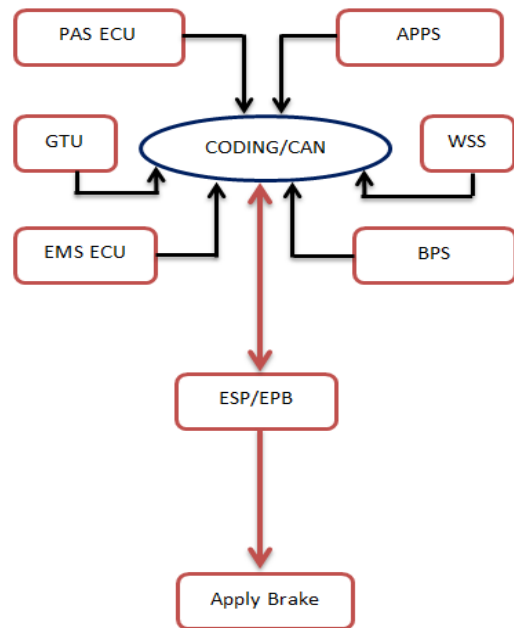 PAS ECU
APPS
GTU
CODING/CAN
WSS
EMS ECU
BPS
ESP/EPB
Apply Brake